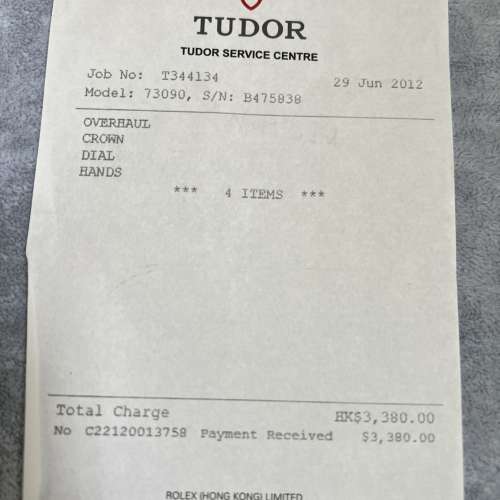 TUDOR
TUDOR SERVICE CENTRE
Job No: T344134 29 Jun 2012
Model: 73090, S/N: B475838
OVERHAUL
CROWN
DIAL
HANDS
*** 4 ITEMS ***
Total Charge HK$3,380.00
No C22120013758 Payment Received $3,380.00
ROLEX (HONG KONG) LIMITED